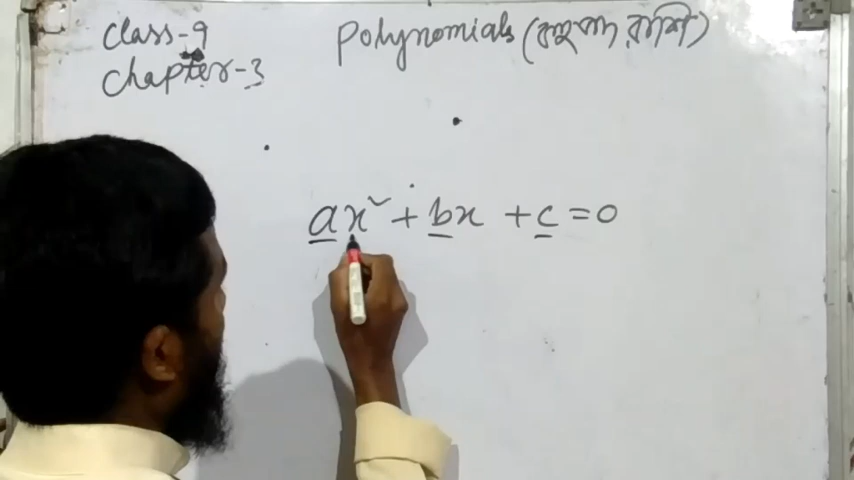 Class-9
Polynomials (বহুপদ রাশি)
Chapter-3
ax² + bx + c = 0